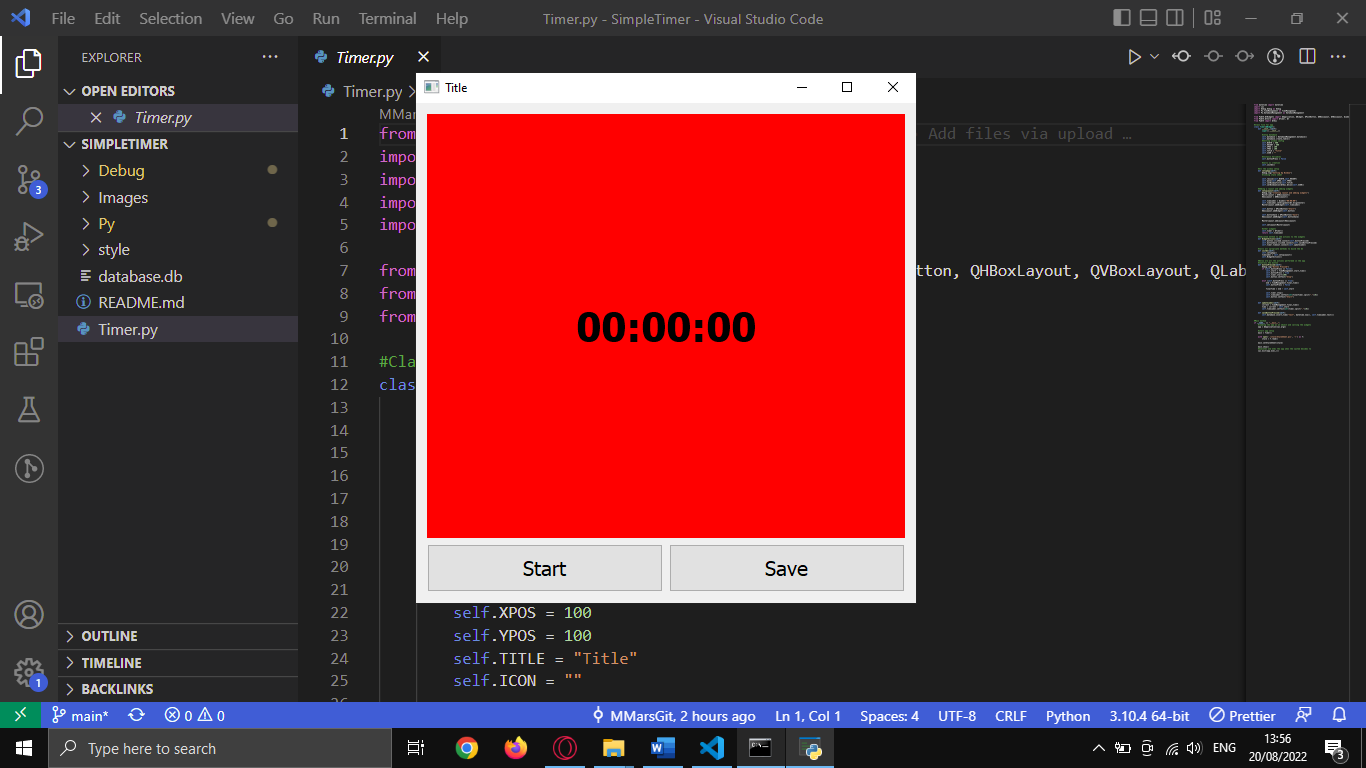 File Edit Selection View Go Run Terminal Help
Timer.py - SimpleTimer - Visual Studio Code
EXPLORER
OPEN EDITORS
Timer.py
SIMPLETIMER
Debug
Images
Py
style
database.db
README.md
Timer.py
OUTLINE
TIMELINE
BACKLINKS
3
1
Timer.py
Timer.py
MMars
1 from Add files via upload …
2 impo
3 impo
4 impo
5 impo
6
7 from tton, QHBoxLayout, QVBoxLayout, QLab
8 from
9 from
10
11 #Cla
12 clas
13
14
15
16
17
18
19
20
21
22 self.XPOS = 100
23 self.YPOS = 100
24 self.TITLE = "Title"
25 self.ICON = ""
Title
00:00:00
Start Save
main* 0 0 MMarsGit, 2 hours ago Ln 1, Col 1 Spaces: 4 UTF-8 CRLF Python 3.10.4 64-bit Prettier
Type here to search
W
ENG
13:56
20/08/2022
3